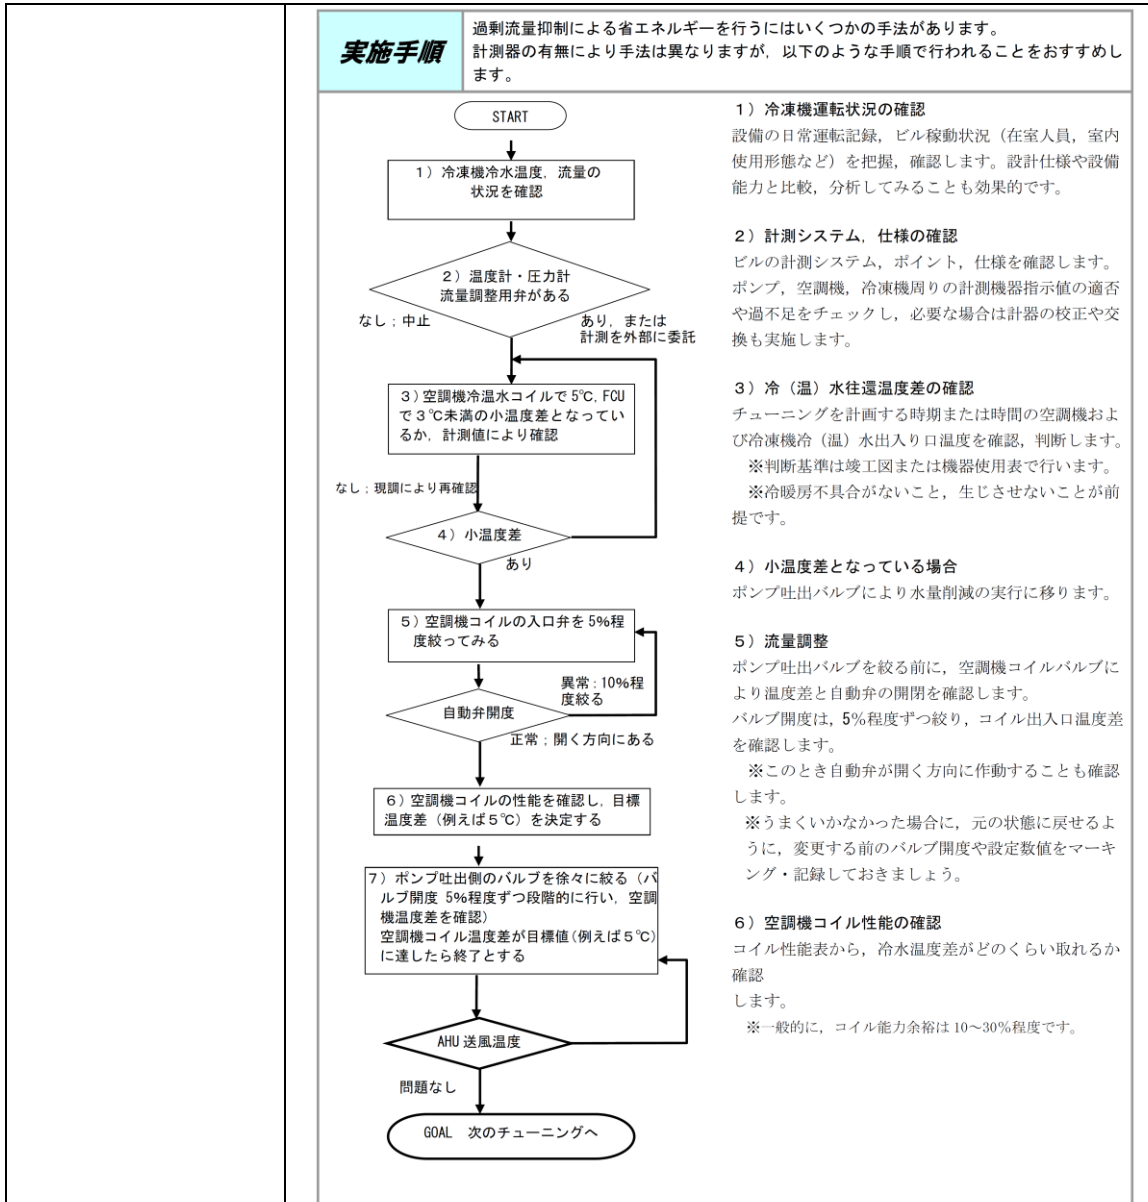 実施手順
過剰流量抑制による省エネルギーを行うにはいくつかの手法があります。
計測器の有無により手法は異なりますが，以下のような手順で行われることをおすすめし
ます。
START
1）冷凍機冷水温度，流量の
状況を確認
2）温度計・圧力計
流量調整用弁がある
なし；中止
あり，または
計測を外部に委託
3）空調機冷温水コイルで 5℃，FCU
で3℃未満の小温度差となってい
るか，計測値により確認
なし；現調により再確認
4）小温度差
あり
5）空調機コイルの入口弁を 5%程
度絞ってみる
異常：10%程
度絞る
自動弁開度
正常；開く方向にある
6）空調機コイルの性能を確認し，目標
温度差（例えば5℃）を決定する
7）ポンプ吐出側のバルブを徐々に絞る（バ
ルブ開度 5%程度ずつ段階的に行い，空調
機温度差を確認）
空調機コイル温度差が目標値（例えば5℃）
に達したら終了とする
AHU 送風温度
問題なし
GOAL 次のチューニングへ
1）冷凍機運転状況の確認
設備の日常運転記録，ビル稼動状況（在室人員，室内
使用形態など）を把握，確認します。設計仕様や設備
能力と比較，分析してみることも効果的です。
2）計測システム，仕様の確認
ビルの計測システム，ポイント，仕様を確認します。
ポンプ，空調機，冷凍機周りの計測機器指示値の適否
や過不足をチェックし，必要な場合は計器の校正や交
換も実施します。
3）冷（温）水往還温度差の確認
チューニングを計画する時期または時間の空調機およ
び冷凍機冷（温）水出入り口温度を確認，判断します。
※判断基準は竣工図または機器使用表で行います。
※冷暖房不具合がないこと，生じさせないことが前
提です。
4）小温度差となっている場合
ポンプ吐出バルブにより水量削減の実行に移ります。
5）流量調整
ポンプ吐出バルブを絞る前に，空調機コイルバルブに
より温度差と自動弁の開閉を確認します。
バルブ開度は，5%程度ずつ絞り，コイル出入口温度差
を確認します。
※このとき自動弁が開く方向に作動することも確認
します。
※うまくいかなかった場合に，元の状態に戻せるよ
うに，変更する前のバルブ開度や設定数値をマーキ
ング・記録しておきましょう。
6）空調機コイル性能の確認
コイル性能表から，冷水温度差がどのくらい取れるか
確認
します。
※一般的に，コイル能力余裕は 10～30%程度です。